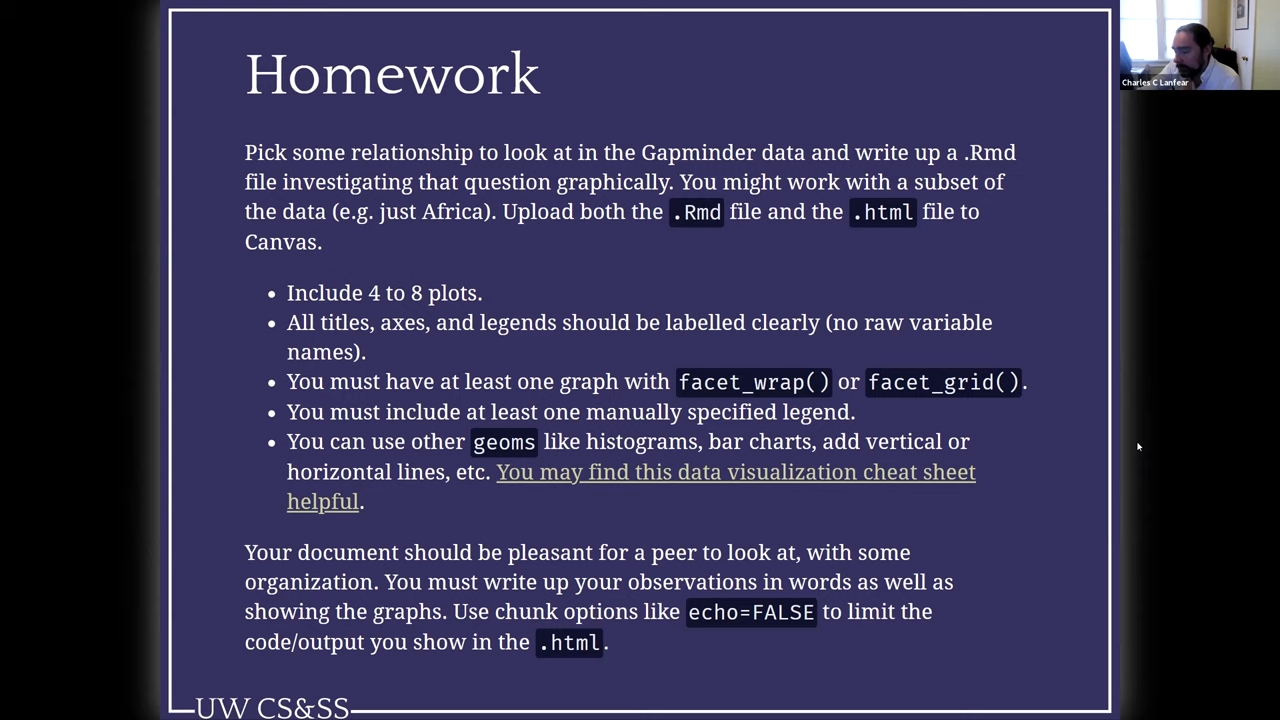 Homework
Charles C Lanfear
Pick some relationship to look at in the Gapminder data and write up a .Rmd
file investigating that question graphically. You might work with a subset of
the data (e.g. just Africa). Upload both the .Rmd file and the .html file to
Canvas.
• Include 4 to 8 plots.
• All titles, axes, and legends should be labelled clearly (no raw variable
names).
• You must have at least one graph with facet_wrap() or facet_grid().
• You must include at least one manually specified legend.
• You can use other geoms like histograms, bar charts, add vertical or
horizontal lines, etc. You may find this data visualization cheat sheet
helpful.
Your document should be pleasant for a peer to look at, with some
organization. You must write up your observations in words as well as
showing the graphs. Use chunk options like echo=FALSE to limit the
code/output you show in the .html.
UW CS&SS